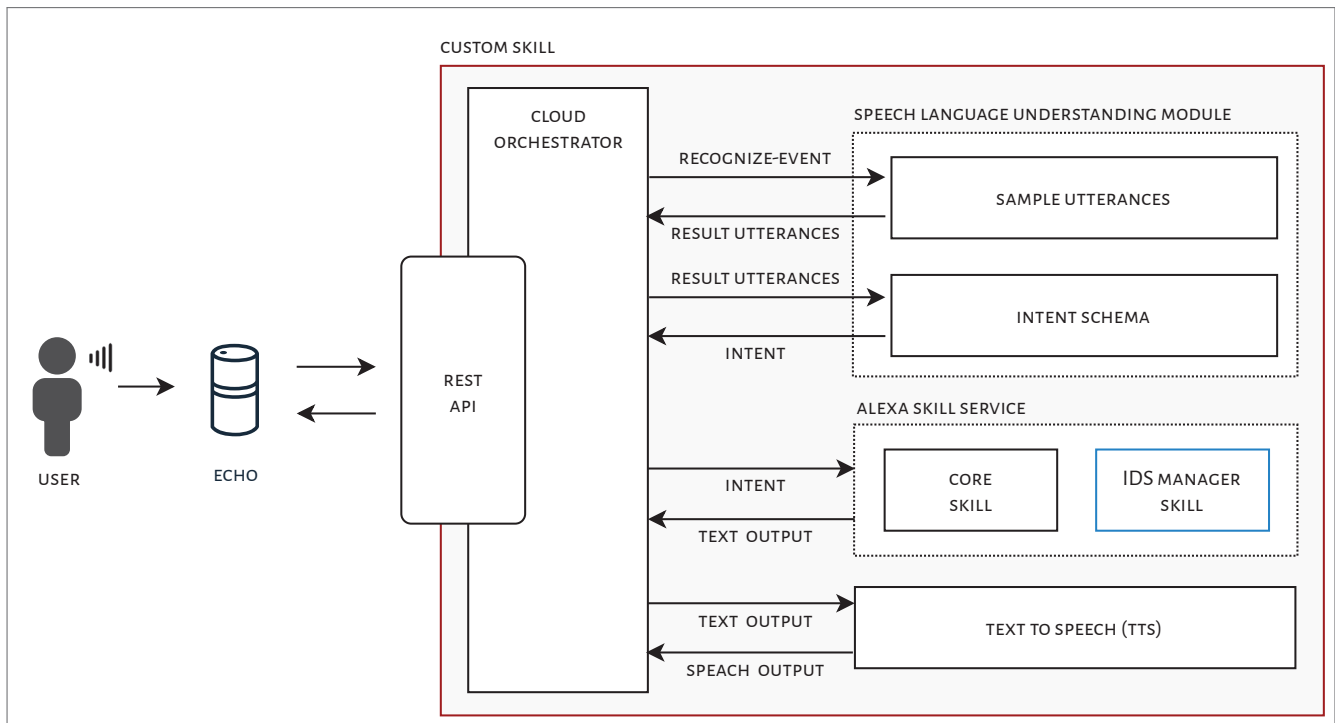 CUSTOM SKILL
CLOUD
ORCHESTRATOR
SPEECH LANGUAGE UNDERSTANDING MODULE
RECOGNIZE-EVENT
SAMPLE UTTERANCES
RESULT UTTERANCES
RESULT UTTERANCES
INTENT SCHEMA
INTENT
USER
ECHO
REST
API
ALEXA SKILL SERVICE
INTENT
CORE
SKILL
IDS MANAGER
SKILL
TEXT OUTPUT
TEXT OUTPUT
TEXT TO SPEECH (TTS)
SPEACH OUTPUT